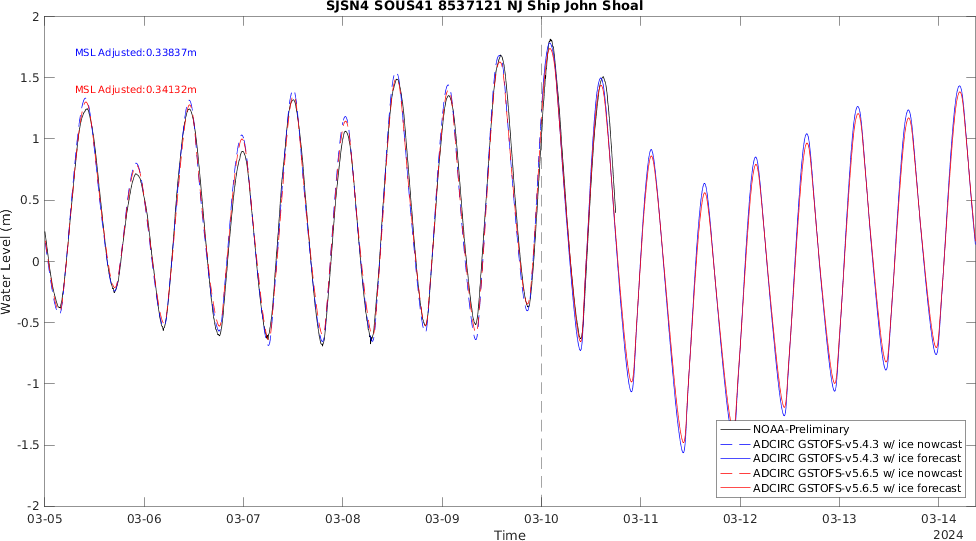 SJSN4 SOUS41 8537121 NJ Ship John Shoal
2
MSL Adjusted:0.33837m
1.5
MSL Adjusted:0.34132m
1
0.5
0
Water Level (m)
-0.5
-1
-1.5
-2
NOAA-Preliminary
ADCIRC GSTOFS-v5.4.3 w/ ice nowcast
ADCIRC GSTOFS-v5.4.3 w/ ice forecast
ADCIRC GSTOFS-v5.6.5 w/ ice nowcast
ADCIRC GSTOFS-v5.6.5 w/ ice forecast
03-05 03-06 03-07 03-08 03-09 03-10 03-11 03-12 03-13 03-14
Time
2024